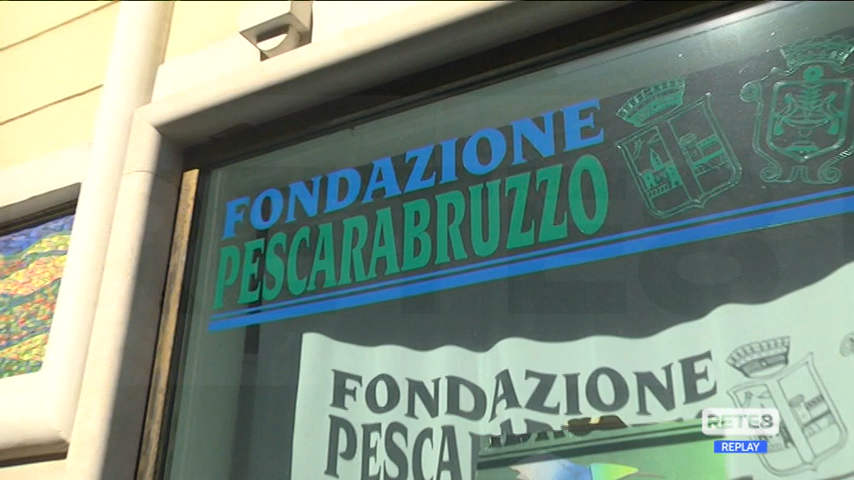 FONDAZIONE
PESCARABRUZZO
FONDAZIONE
RETE8
REPLAY